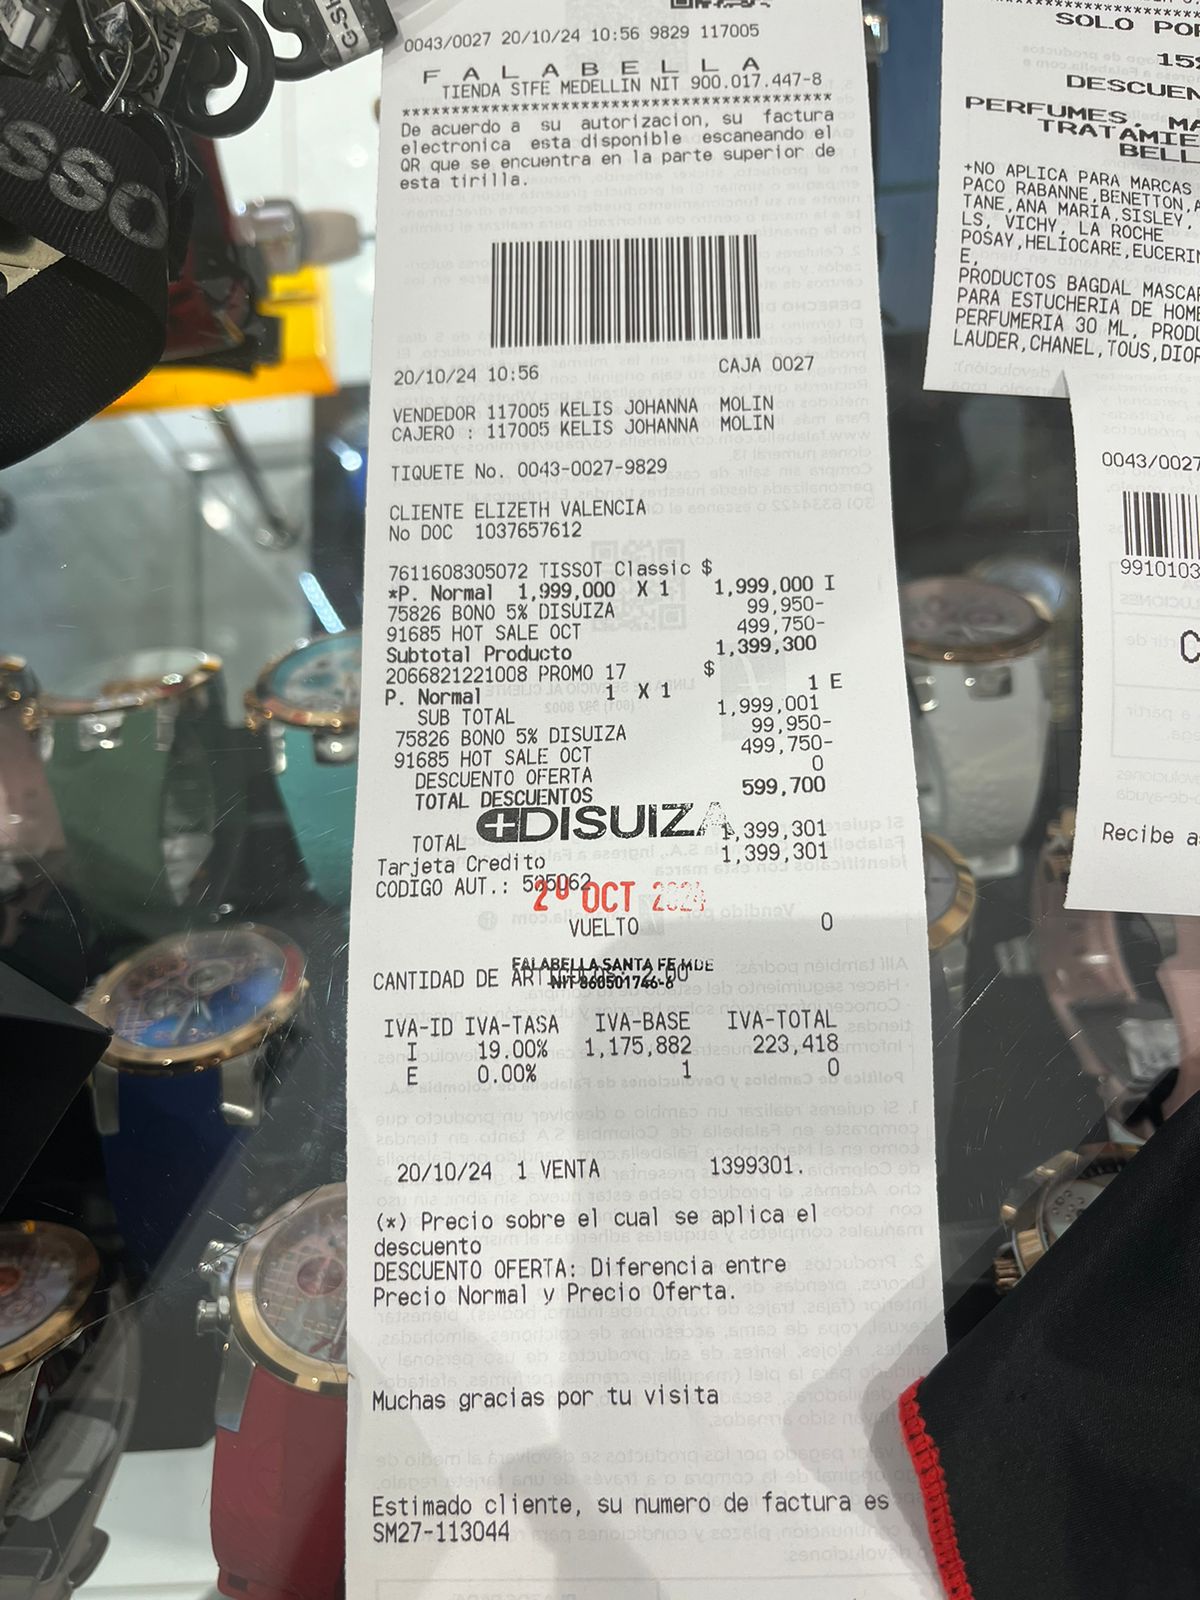 0043/0027 20/10/24 10:56 9829 117005
F A L A B E L L A
TIENDA STFE MEDELLIN NIT 900.017.447-8
****************************************
De acuerdo a su autorizacion, su factura
electronica esta disponible escaneando el
QR que se encuentra en la parte superior de
esta tirilla.
20/10/24 10:56 CAJA 0027
VENDEDOR 117005 KELIS JOHANNA MOLIN
CAJERO : 117005 KELIS JOHANNA MOLIN
TIQUETE No. 0043-0027-9829
CLIENTE ELIZETH VALENCIA
No DOC 1037657612
7611608305072 TISSOT Classic $
*P. Normal 1,999,000 X 1 1,999,000 I
75826 BONO 5% DISUIZA 99,950-
91685 HOT SALE OCT 499,750-
Subtotal Producto 1,399,300
2066821221008 PROMO 17 $
P. Normal 1 X 1 1 E
SUB TOTAL 1,999,001
75826 BONO 5% DISUIZA 99,950-
91685 HOT SALE OCT 499,750-
DESCUENTO OFERTA 0
TOTAL DESCUENTOS 599,700
DISUIZA
TOTAL 1,399,301
Tarjeta Credito 1,399,301
CODIGO AUT.:
20 OCT 2024
VUELTO 0
FALABELLA SANTA FE MDE
NIT 860501746-6
CANTIDAD DE
IVA-ID IVA-TASA IVA-BASE IVA-TOTAL
I 19.00% 1,175,882 223,418
E 0.00% 1 0
20/10/24 1 VENTA 1399301.
(*) Precio sobre el cual se aplica el
descuento
DESCUENTO OFERTA: Diferencia entre
Precio Normal y Precio Oferta.
Muchas gracias por tu visita
Estimado cliente, su numero de factura es
SM27-113044
SOLO POR
15%
DESCUEN
PERFUMES, MA
TRATAMIE
BELL
+NO APLICA PARA MARCAS
PACO RABANNE,BENETTON,A
TANE,ANA MARIA,SISLEY,
LS, VICHY, LA ROCHE
POSAY,HELIOCARE,EUCERIN
E,
PRODUCTOS BAGDAL MASCAR
PARA ESTUCHERIA DE HOMB
PERFUMERIA 30 ML, PRODU
LAUDER,CHANEL,TOUS,DIOR
0043/0027
9910103
C
Recibe a
SSO